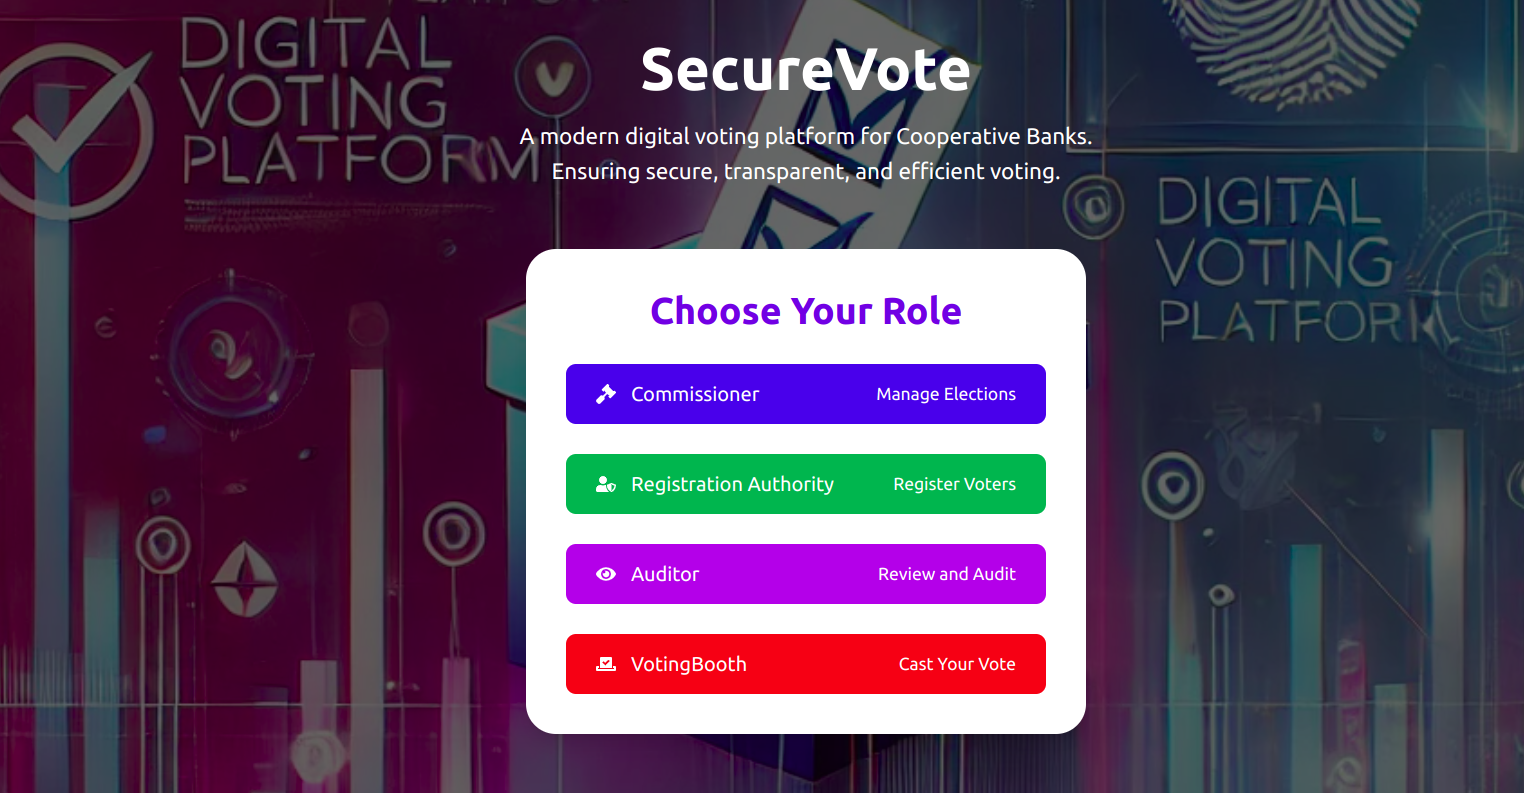 DIGITAL
VOTING
PLATFORM
SecureVote
A modern digital voting platform for Cooperative Banks.
Ensuring secure, transparent, and efficient voting.
DIGITAL
VOTING
PLATFORM
Choose Your Role
Commissioner Manage Elections
Registration Authority Register Voters
Auditor Review and Audit
VotingBooth Cast Your Vote